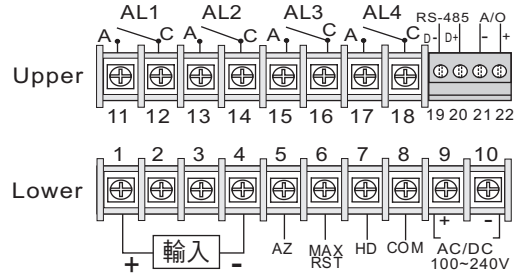 AL1 AL2 AL3 AL4 RS-485 A/O
A C A C A C A C D- D+ - +
Upper
11 12 13 14 15 16 17 18 19 20 21 22
1 2 3 4 5 6 7 8 9 10
Lower
+ 輸入 - AZ MAX RST HD COM + - AC/DC 100~240V